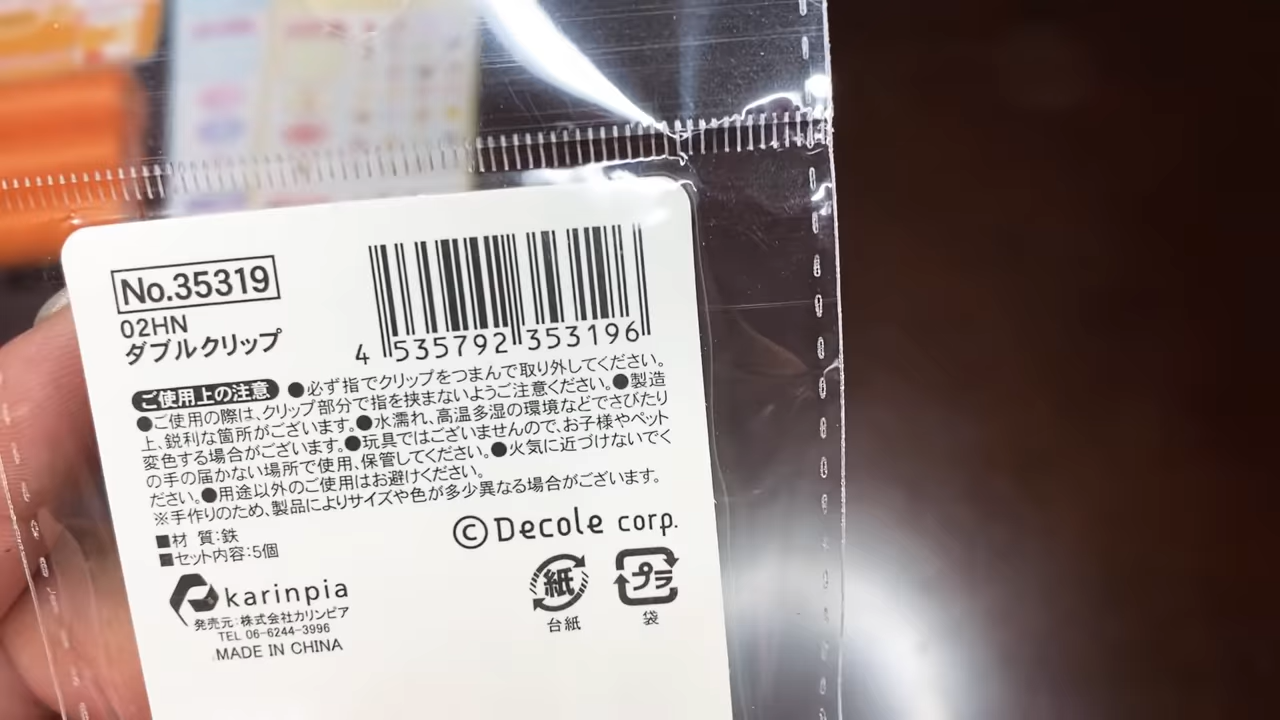 No.35319
02HN
ダブルクリップ
4 535792 353196
ご使用上の注意 ●必ず指でクリップをつまんで取り外してください。
●ご使用の際は、クリップ部分で指を挟まないようご注意ください。●製造
上、鋭利な箇所がございます。●水濡れ、高温多湿の環境などでさびたり
変色する場合がございます。●玩具ではございませんので、お子様やペット
の手の届かない場所で使用、保管してください。●火気に近づけないでく
ださい。●用途以外のご使用はお避けください。
※手作りのため、製品によりサイズや色が多少異なる場合がございます。
■材 質:鉄
■セット内容:5個
©Decole corp.
karinpia
発売元:株式会社カリンピア
TEL 06-6244-3996
MADE IN CHINA
紙
台紙
プラ
袋